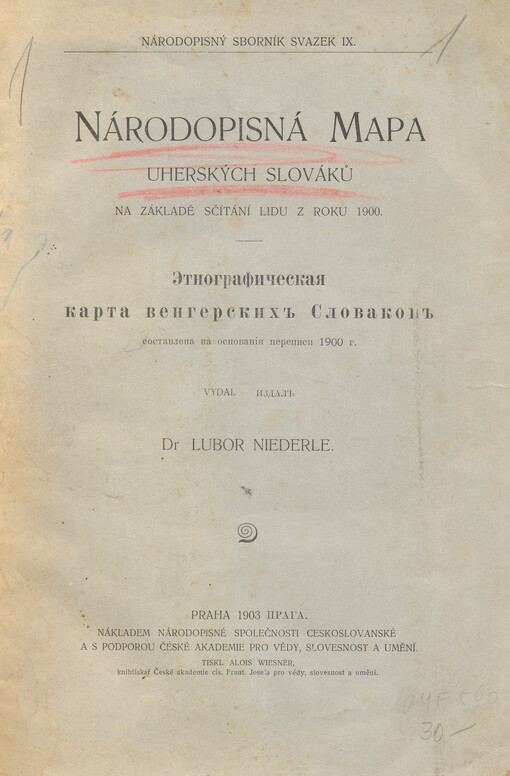 NÁRODOPISNÝ SBORNÍK SVAZEK IX.
NÁRODOPISNÁ MAPA
UHERSKÝCH SLOVÁKŮ
NA ZÁKLADĚ SČÍTÁNÍ LIDU Z ROKU 1900.
Этнографическая
карта венгерскихъ Словаковъ
составлена на основаніи переписи 1900 г.
VYDAL ИЗДАЛЪ
Dr LUBOR NIEDERLE.
PRAHA 1903 ПРАГА.
NÁKLADEM NÁRODOPISNÉ SPOLEČNOSTI ČESKOSLOVANSKÉ
A S PODPOROU ČESKÉ AKADEMIE PRO VĚDY, SLOVESNOST A UMĚNÍ.
TISKL ALOIS WIESNER,
knihtiskař České akademie cís. Frant. Josefa pro vědy, slovesnost a umění.
30—